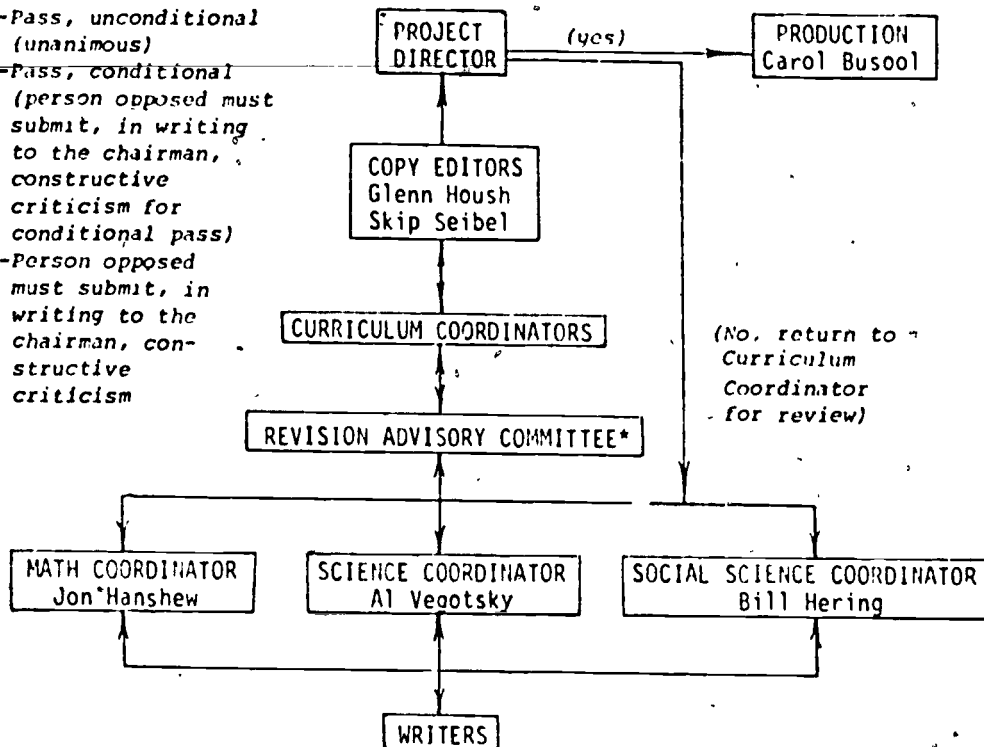 -Pass, unconditional
(unanimous)
-Pass, conditional
(person opposed must
submit, in writing
to the chairman,
constructive
criticism for
conditional pass)
-Person opposed
must submit, in
writing to the
chairman, con-
structive
criticism
PROJECT
DIRECTOR
(yes)
PRODUCTION
Carol Busool
COPY EDITORS
Glenn Housh
Skip Seibel
CURRICULUM COORDINATORS
(No, return to
Curriculum
Coordinator
for review)
REVISION ADVISORY COMMITTEE*
MATH COORDINATOR
Jon Hanshew
SCIENCE COORDINATOR
Al Vegotsky
SOCIAL SCIENCE COORDINATOR
Bill Hering
WRITERS